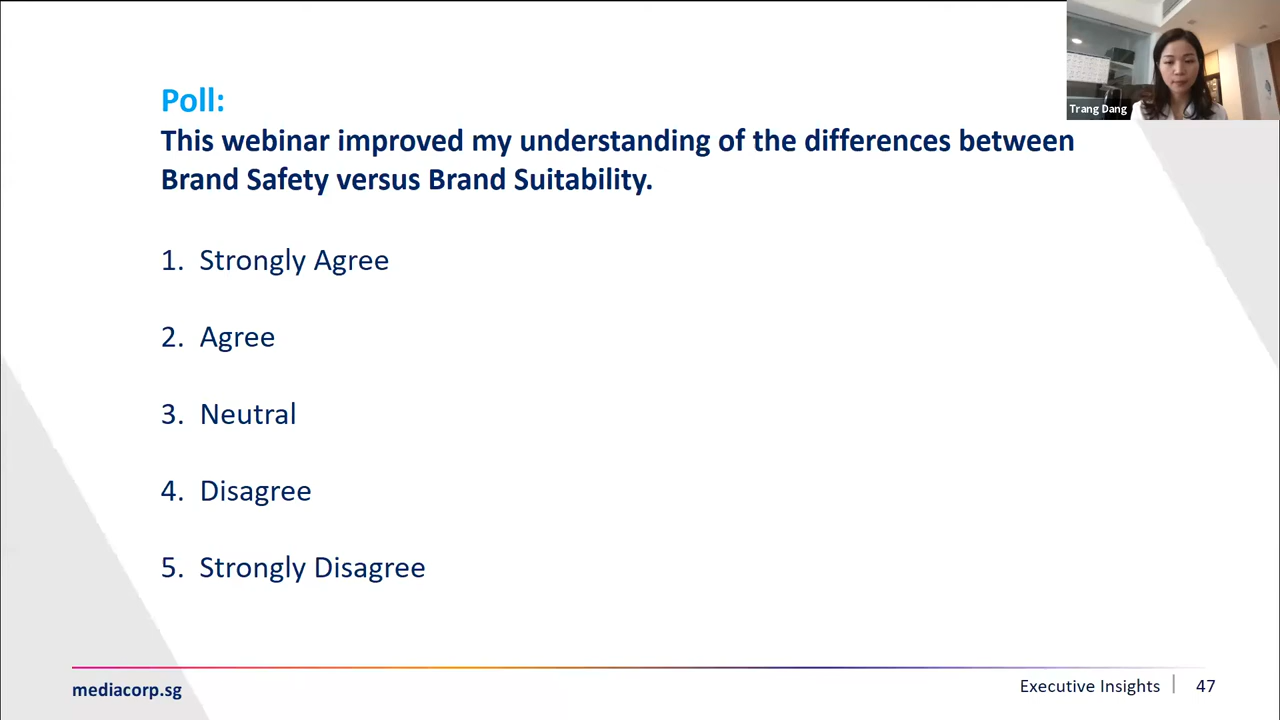 Trang Dang
Poll:
This webinar improved my understanding of the differences between
Brand Safety versus Brand Suitability.
1. Strongly Agree
2. Agree
3. Neutral
4. Disagree
5. Strongly Disagree
mediacorp.sg
Executive Insights | 47